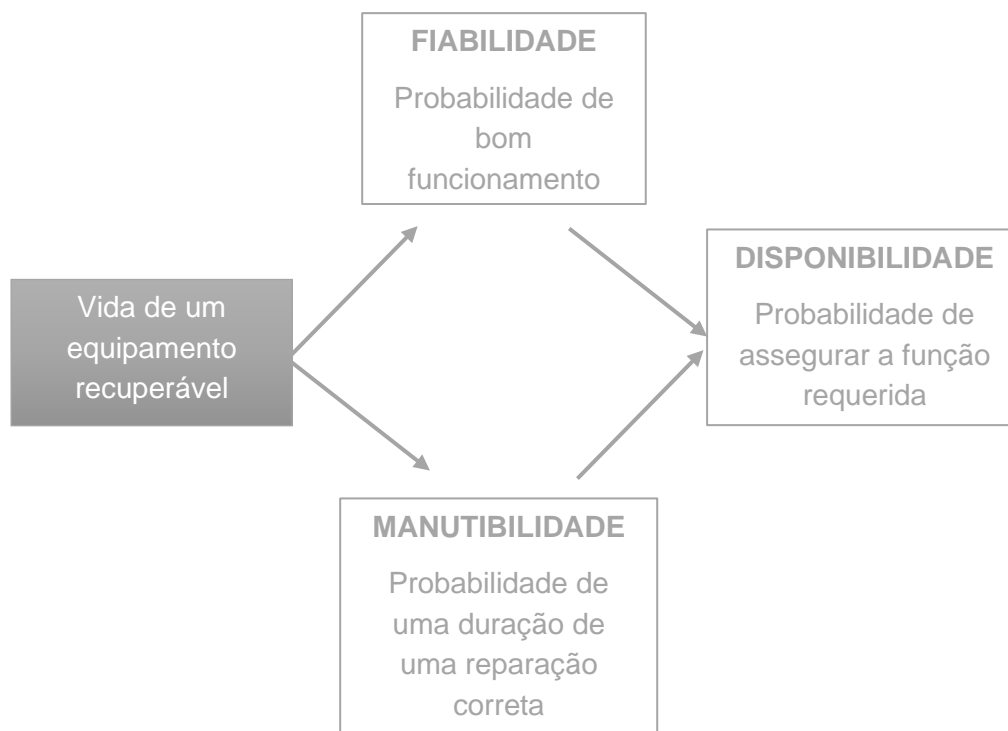 FIABILIDADE
Probabilidade de
bom
funcionamento
DISPONIBILIDADE
Probabilidade de
assegurar a função
requerida
Vida de um
equipamento
recuperável
MANUTIBILIDADE
Probabilidade de
uma duração de
uma reparação
correta